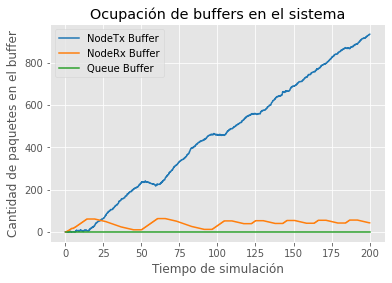 Ocupación de buffers en el sistema
NodeTx Buffer
NodeRx Buffer
Queue Buffer
Cantidad de paquetes en el buffer
800
600
400
200
0
0 25 50 75 100 125 150 175 200
Tiempo de simulación